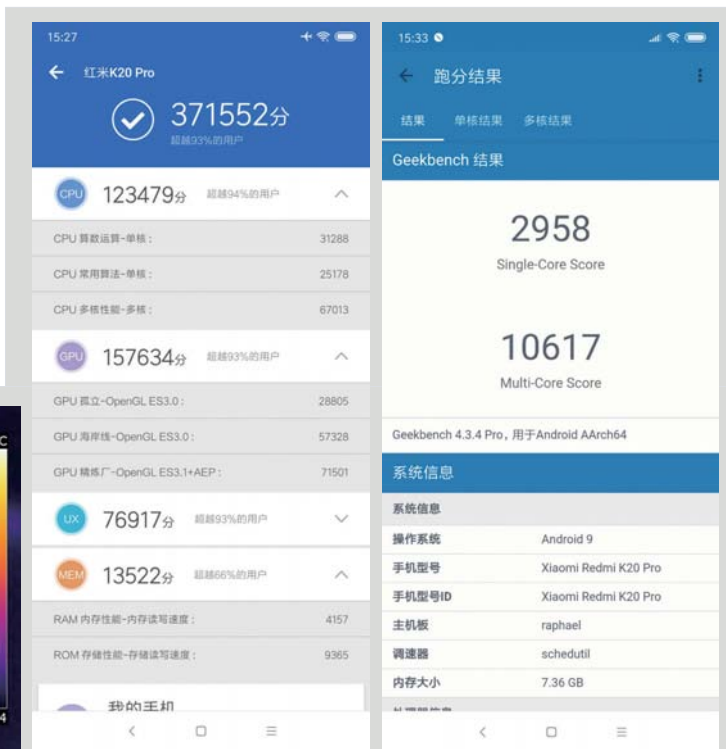 15:27
红米K20 Pro
371552分
超越93%的用户
CPU 123479分 超越94%的用户
CPU 算数运算-单核： 31288
CPU 常用算法-单核： 25178
CPU 多核性能-多核： 67013
GPU 157634分 超越93%的用户
GPU 孤立-OpenGL ES3.0： 28805
GPU 海岸线-OpenGL ES3.0： 57328
GPU 精炼厂-OpenGL ES3.1+AEP： 71501
UX 76917分 超越93%的用户
MEM 13522分 超越66%的用户
RAM 内存性能-内存读写速度： 4157
ROM 存储性能-存储读写速度： 9365
我的手机
15:33
跑分结果
结果 单核结果 多核结果
Geekbench 结果
2958
Single-Core Score
10617
Multi-Core Score
Geekbench 4.3.4 Pro，用于Android AArch64
系统信息
系统信息
操作系统 Android 9
手机型号 Xiaomi Redmi K20 Pro
手机型号ID Xiaomi Redmi K20 Pro
主机板 raphael
调速器 schedutil
内存大小 7.36 GB
C
4